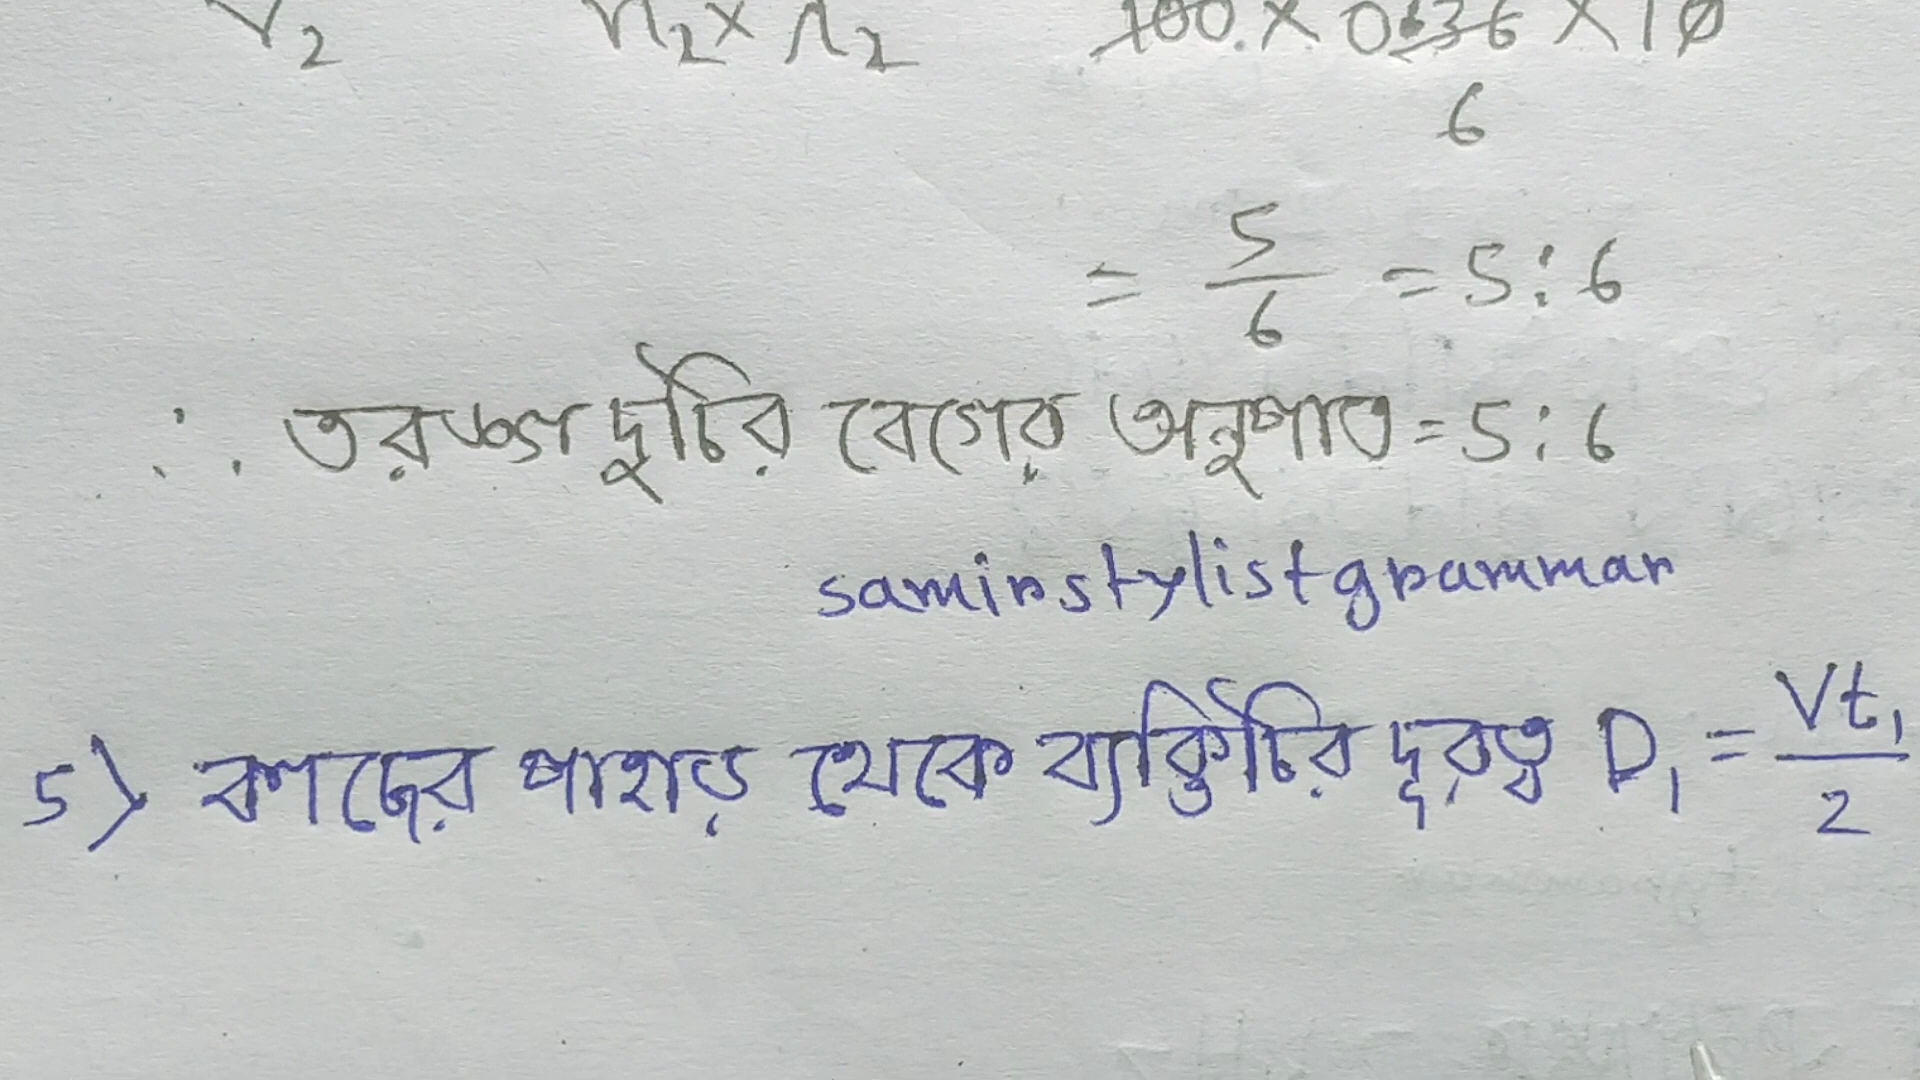 V₂ n₂ × λ₂ 100 × 0.36 × 10
6
= 5/6 = 5 : 6
∴ তরঙ্গ দুটির বেগের অনুপাত = 5 : 6
samirstylistgrammar
5) কাছের পাহাড় থেকে ব্যক্তিটির দূরত্ব D₁ = Vt₁/2